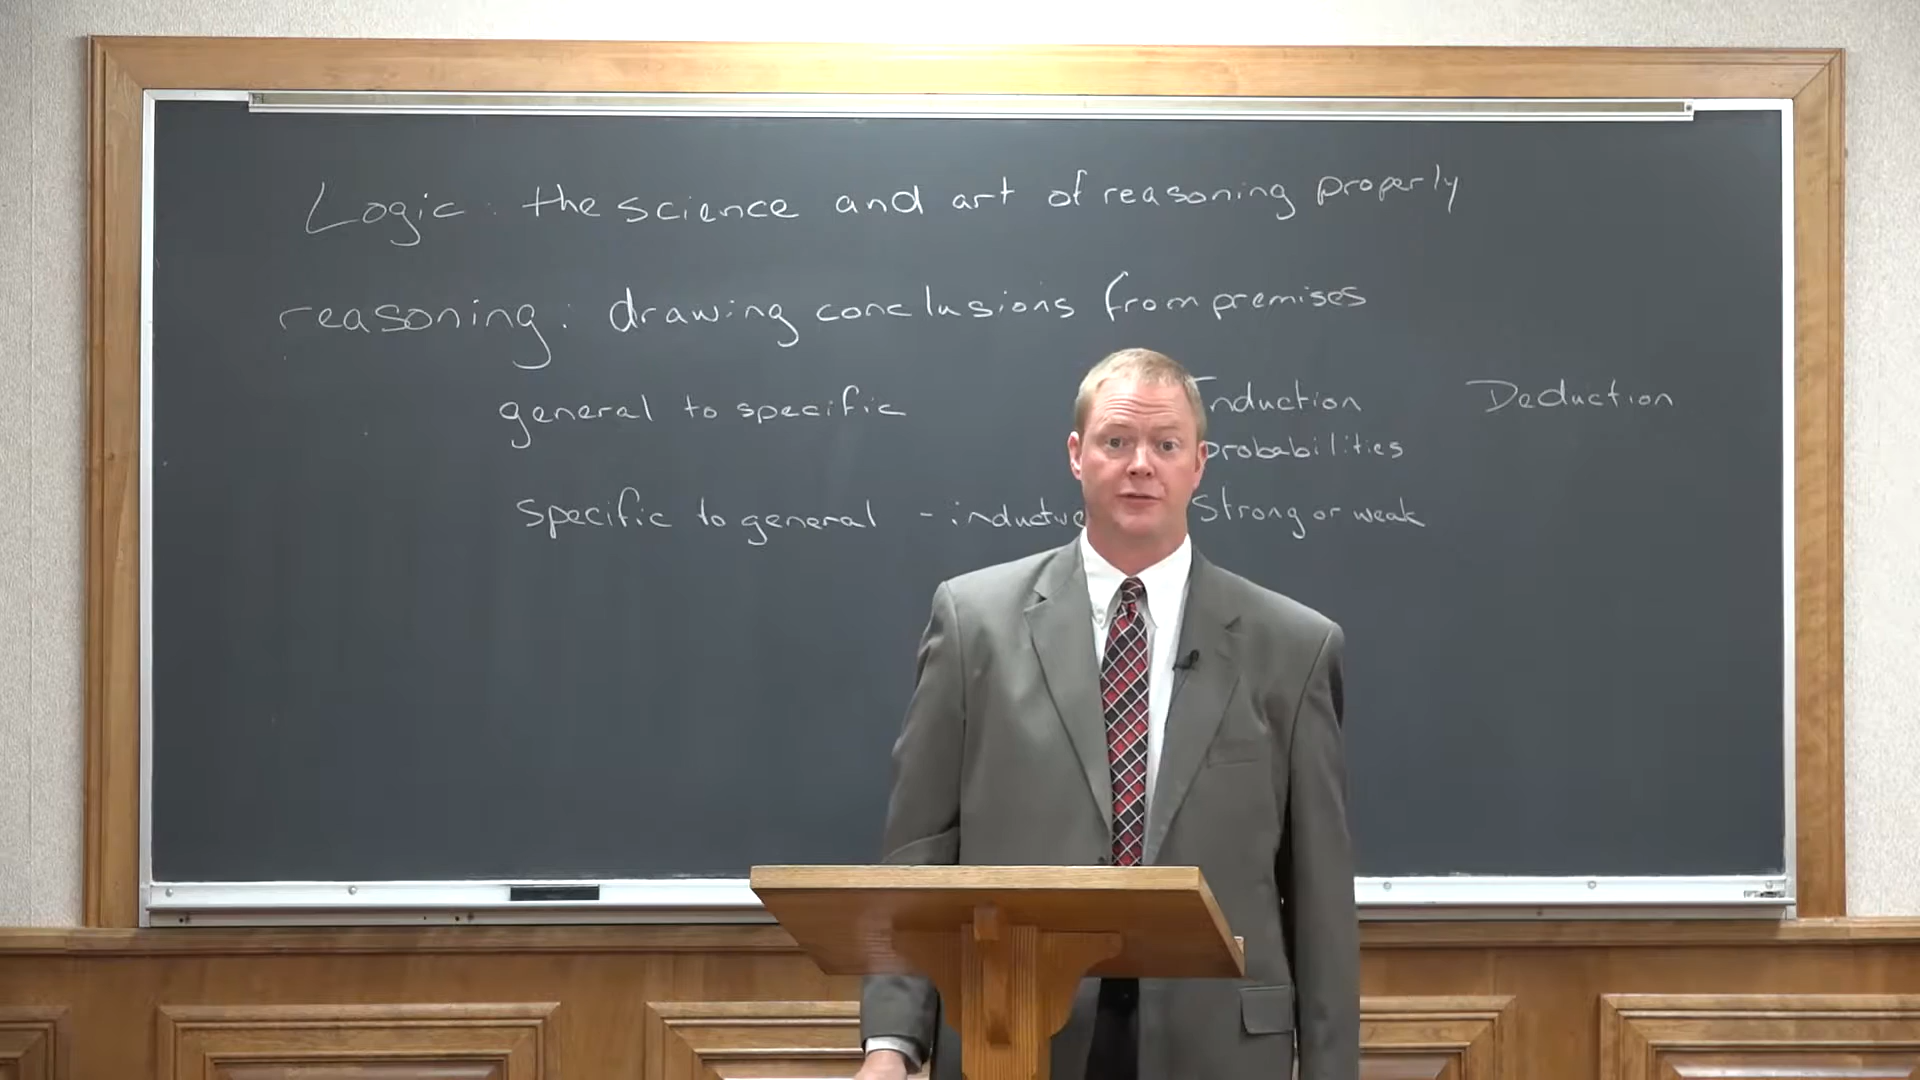 Logic: the science and art of reasoning properly
reasoning: drawing conclusions from premises
general to specific
Induction
Deduction
probabilities
specific to general - inductive
Strong or weak